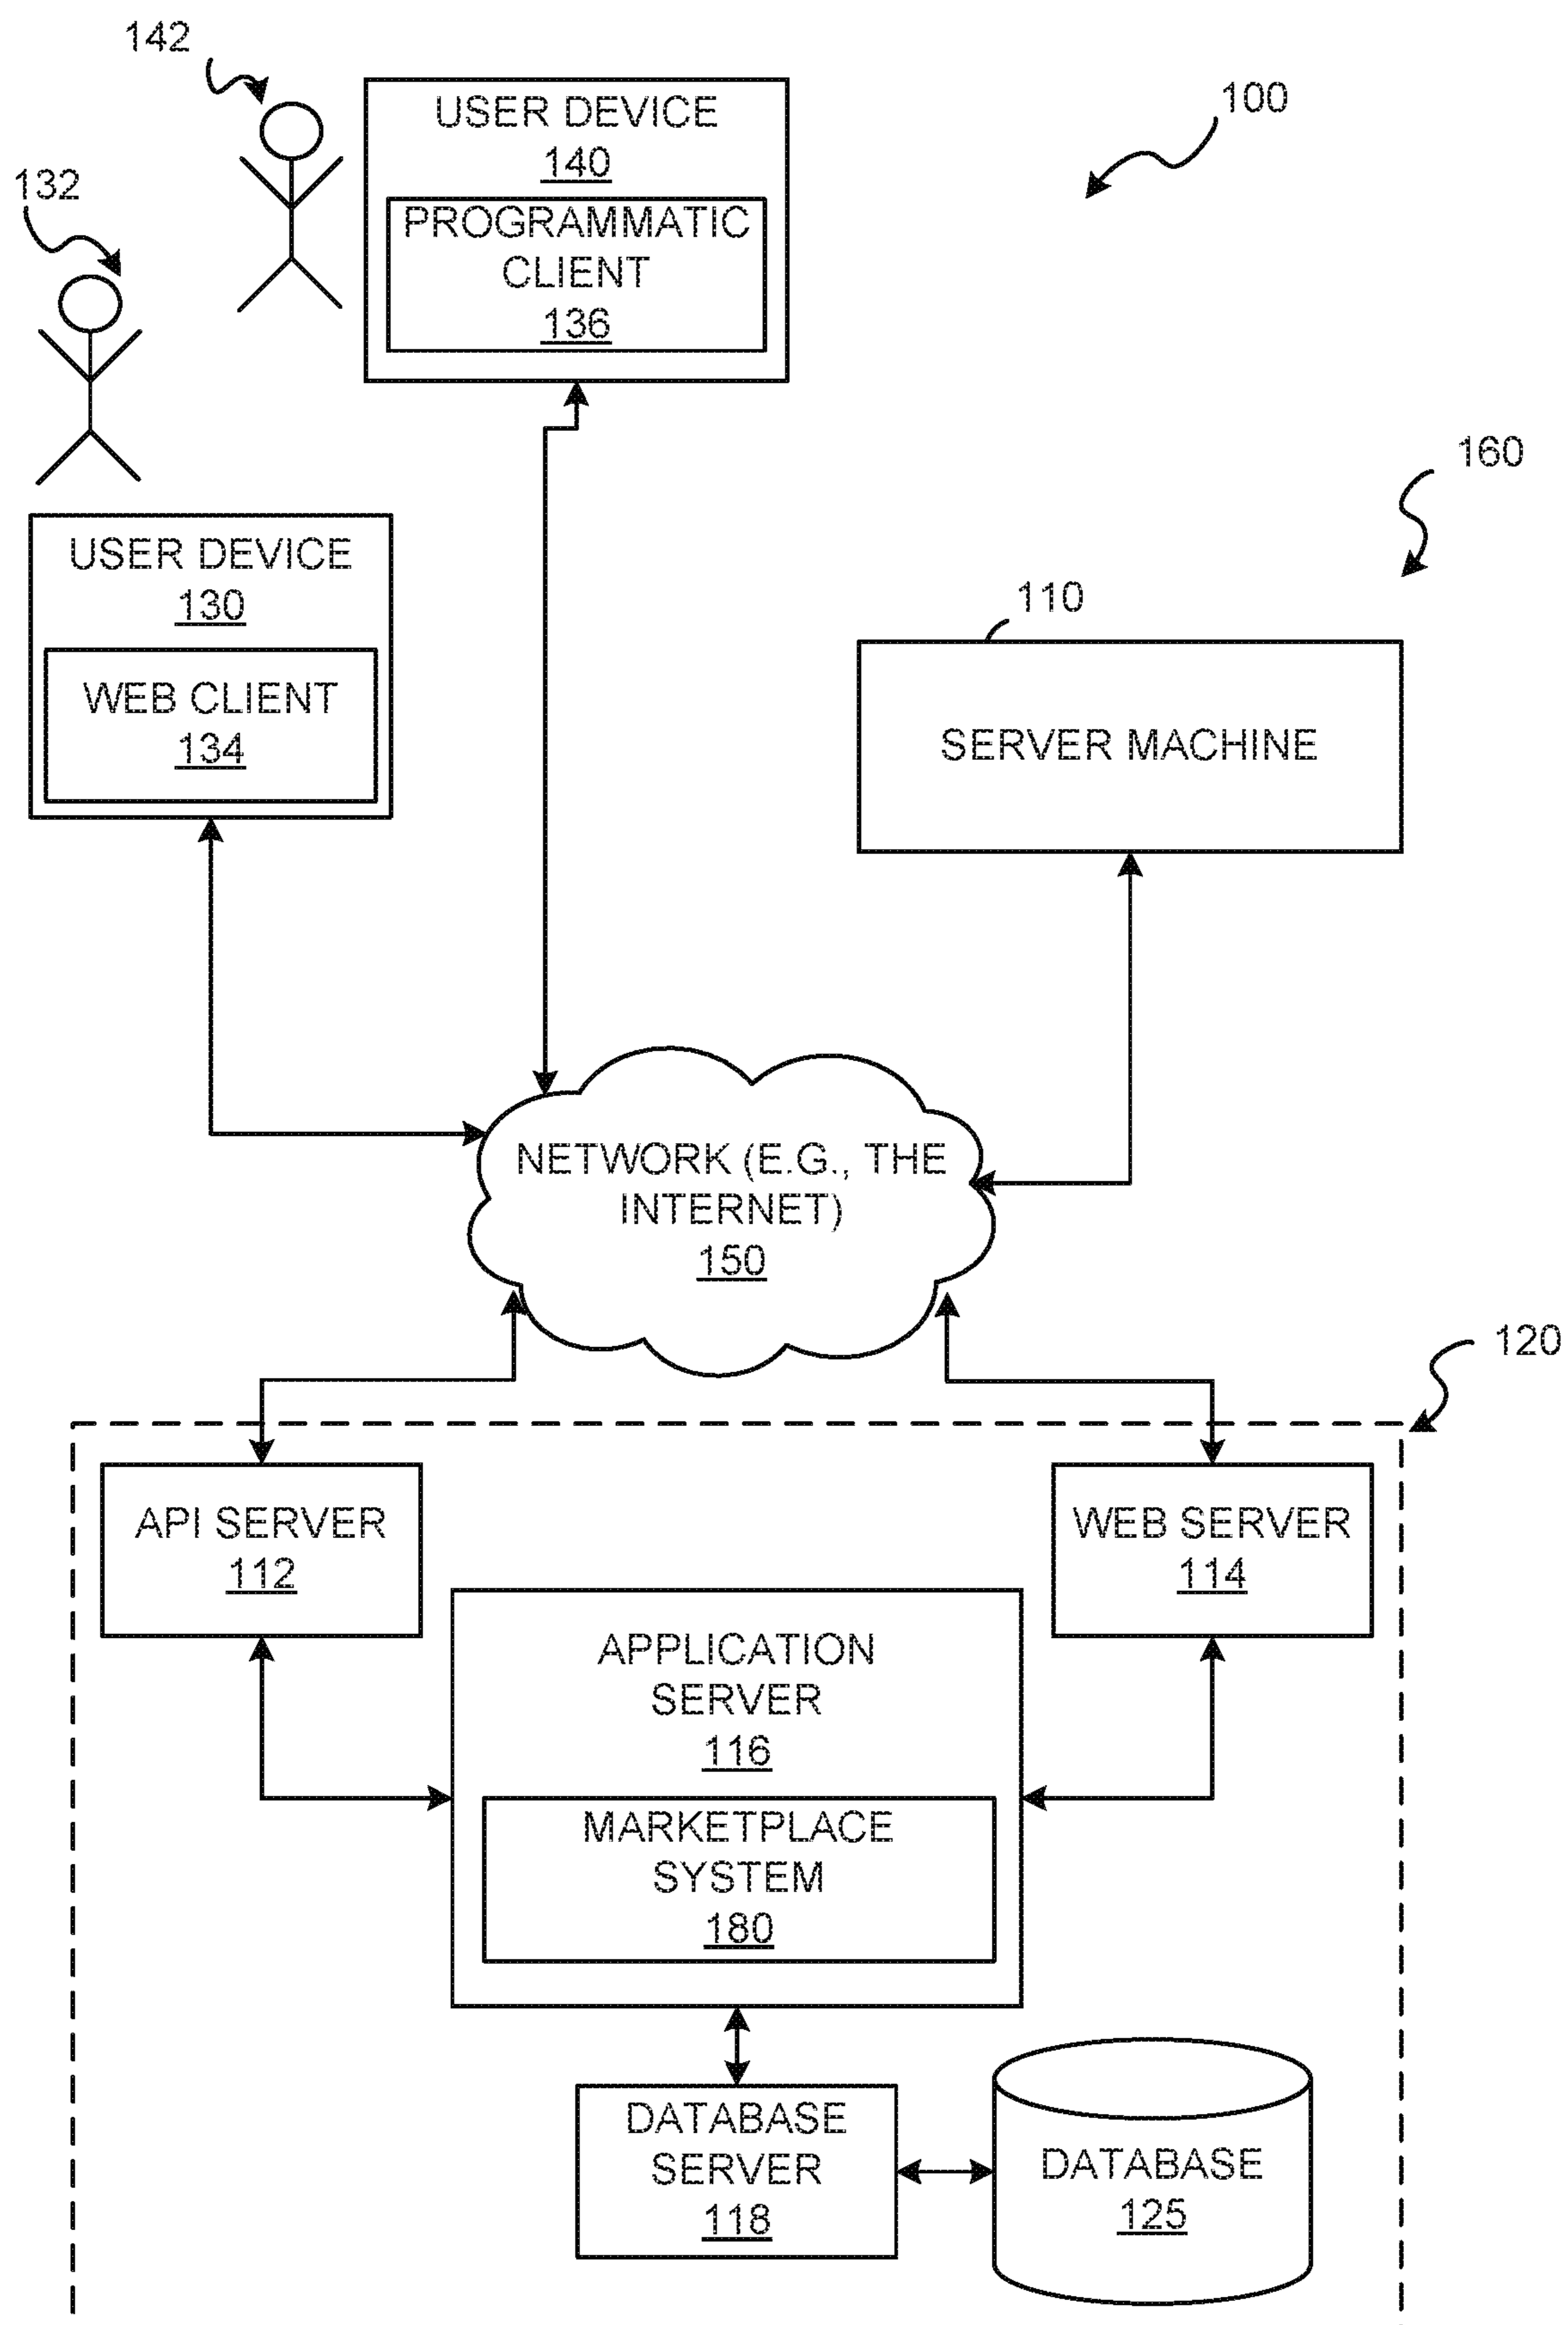 142
100
USER DEVICE
140
132
PROGRAMMATIC
CLIENT
136
160
USER DEVICE
130
110
WEB CLIENT
134
SERVER MACHINE
NETWORK (E.G., THE
INTERNET)
150
120
API SERVER
112
WEB SERVER
114
APPLICATION
SERVER
116
MARKETPLACE
SYSTEM
180
DATABASE
SERVER
118
DATABASE
125